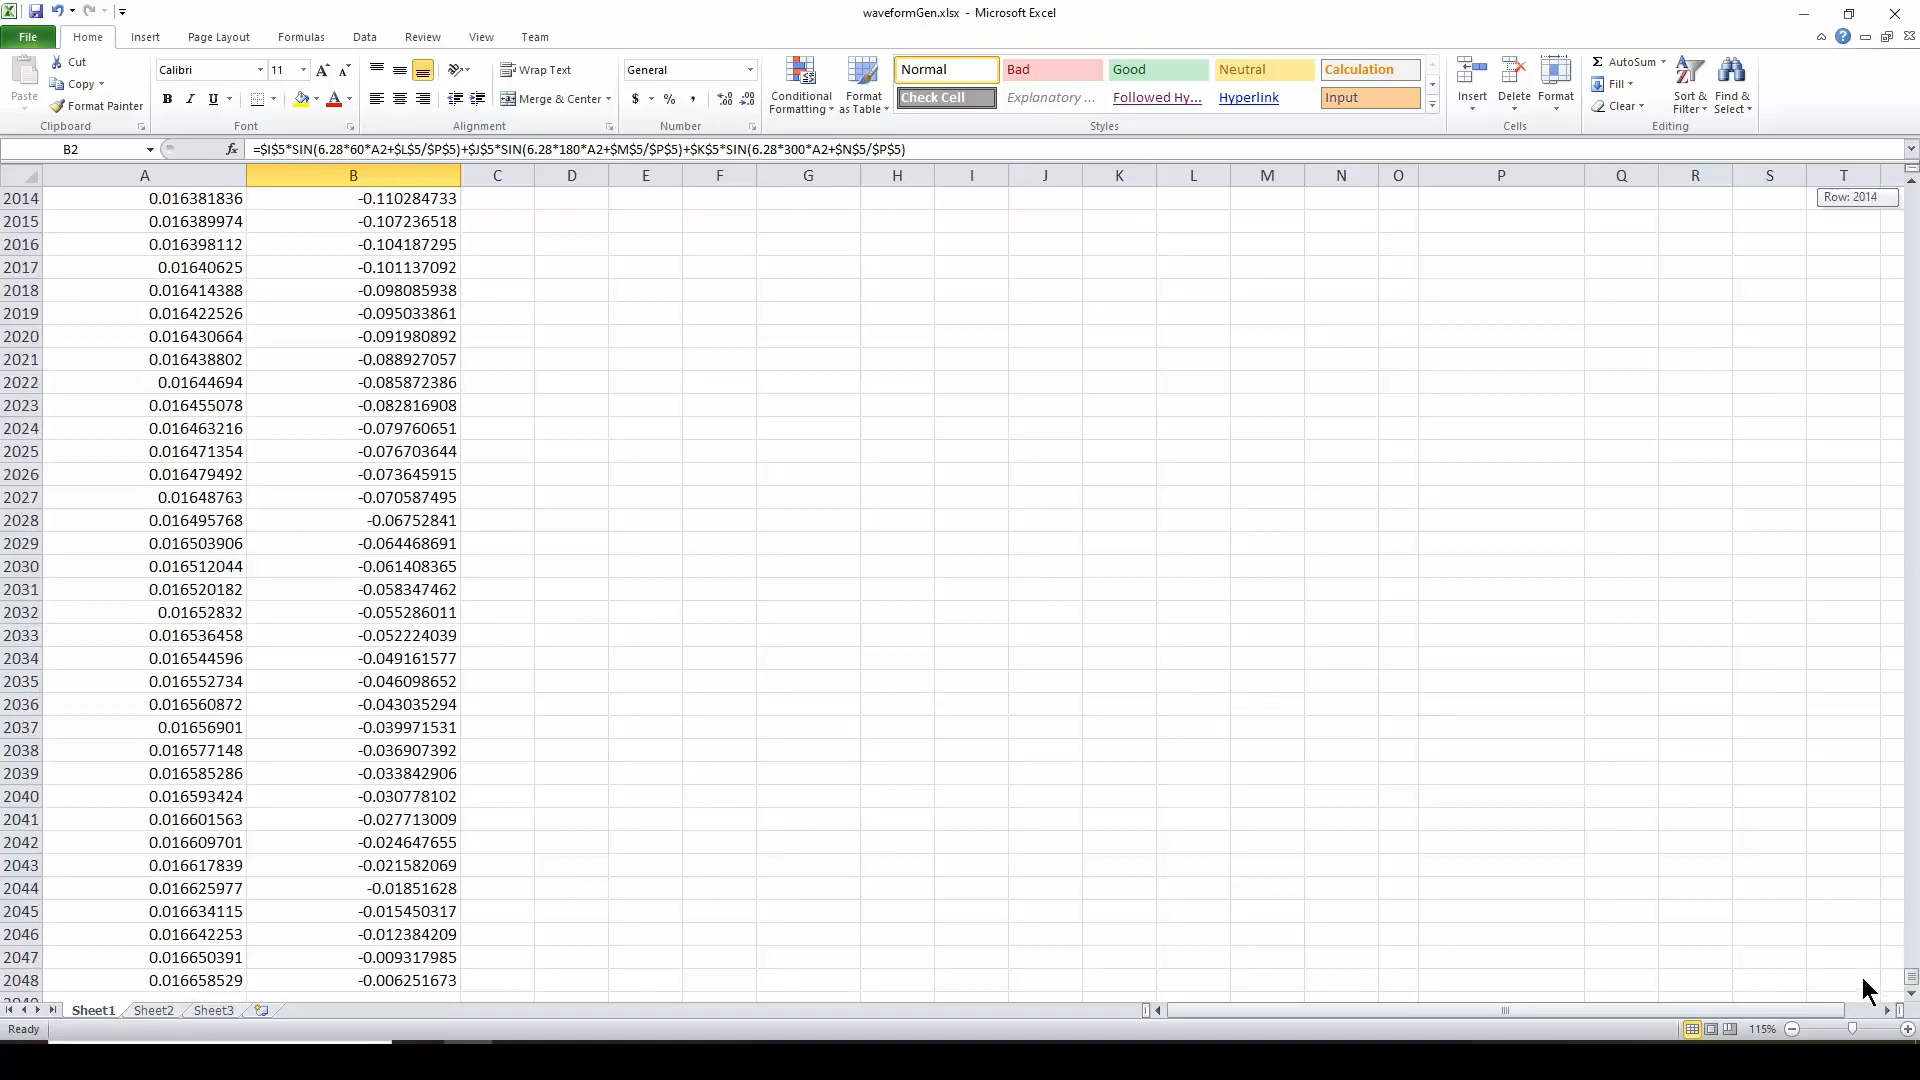 waveformGen.xlsx - Microsoft Excel
File Home Insert Page Layout Formulas Data Review View Team
Paste Cut Copy Format Painter Clipboard
Calibri 11 A A B I U A Font
Wrap Text Merge & Center Alignment
General $ % , Number
Conditional Formatting Format as Table
Normal Bad Good Neutral Calculation
Check Cell Explanatory ... Followed Hy... Hyperlink Input
Styles
Insert Delete Format Cells
Σ AutoSum Fill Clear Sort & Filter Find & Select Editing
B2 fx =$I$5*SIN(6.28*60*A2+$L$5/$P$5)+$J$5*SIN(6.28*180*A2+$M$5/$P$5)+$K$5*SIN(6.28*300*A2+$N$5/$P$5)
A B C D E F G H I J K L M N O P Q R S T
Row: 2014
2014 0.016381836 -0.110284733
2015 0.016389974 -0.107236518
2016 0.016398112 -0.104187295
2017 0.01640625 -0.101137092
2018 0.016414388 -0.098085938
2019 0.016422526 -0.095033861
2020 0.016430664 -0.091980892
2021 0.016438802 -0.088927057
2022 0.01644694 -0.085872386
2023 0.016455078 -0.082816908
2024 0.016463216 -0.079760651
2025 0.016471354 -0.076703644
2026 0.016479492 -0.073645915
2027 0.01648763 -0.070587495
2028 0.016495768 -0.06752841
2029 0.016503906 -0.064468691
2030 0.016512044 -0.061408365
2031 0.016520182 -0.058347462
2032 0.01652832 -0.055286011
2033 0.016536458 -0.052224039
2034 0.016544596 -0.049161577
2035 0.016552734 -0.046098652
2036 0.016560872 -0.043035294
2037 0.01656901 -0.039971531
2038 0.016577148 -0.036907392
2039 0.016585286 -0.033842906
2040 0.016593424 -0.030778102
2041 0.016601563 -0.027713009
2042 0.016609701 -0.024647655
2043 0.016617839 -0.021582069
2044 0.016625977 -0.01851628
2045 0.016634115 -0.015450317
2046 0.016642253 -0.012384209
2047 0.016650391 -0.009317985
2048 0.016658529 -0.006251673
Sheet1 Sheet2 Sheet3
Ready 115%